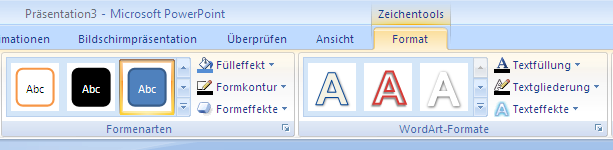 Präsentation3 - Microsoft PowerPoint
Zeichentools
mationen Bildschirmpräsentation Überprüfen Ansicht Format
Abc Abc Abc
Fülleffekt
Formkontur
Formeffekte
Formenarten
A A A
A Textfüllung
Textgliederung
A Texteffekte
WordArt-Formate